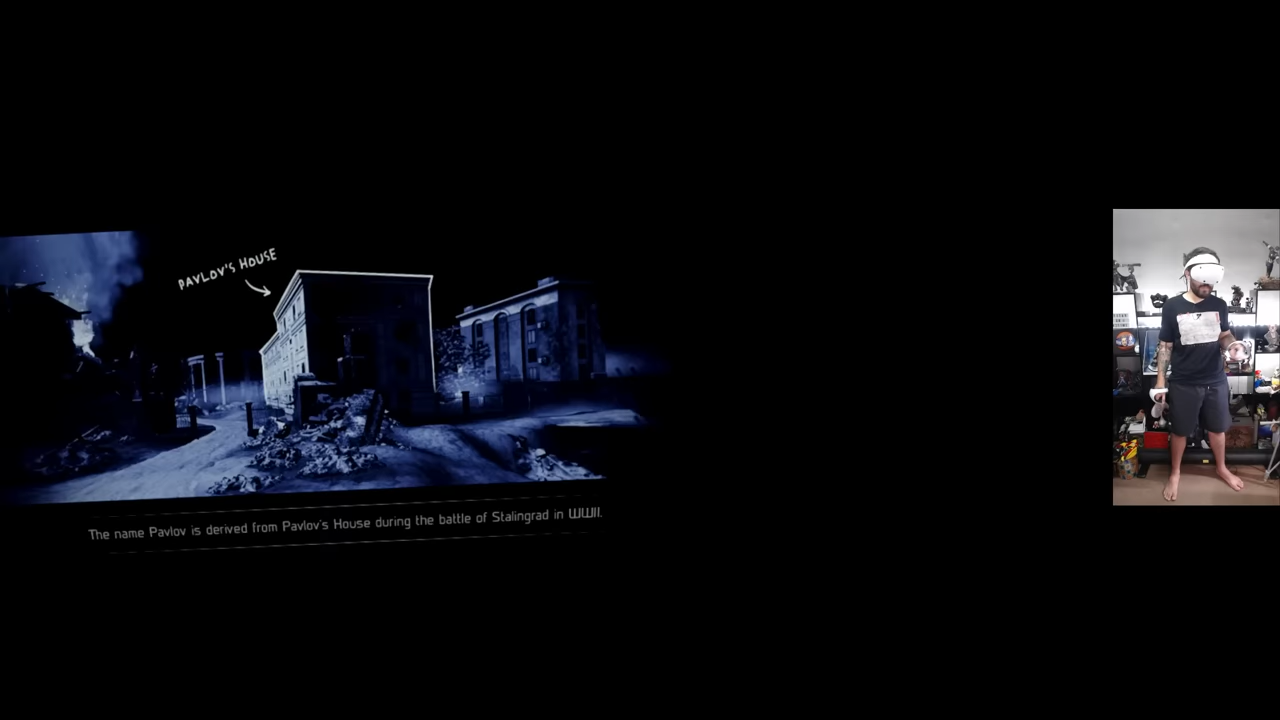 PAVLOV'S HOUSE
The name Pavlov is derived from Pavlov's House during the battle of Stalingrad in WWII.